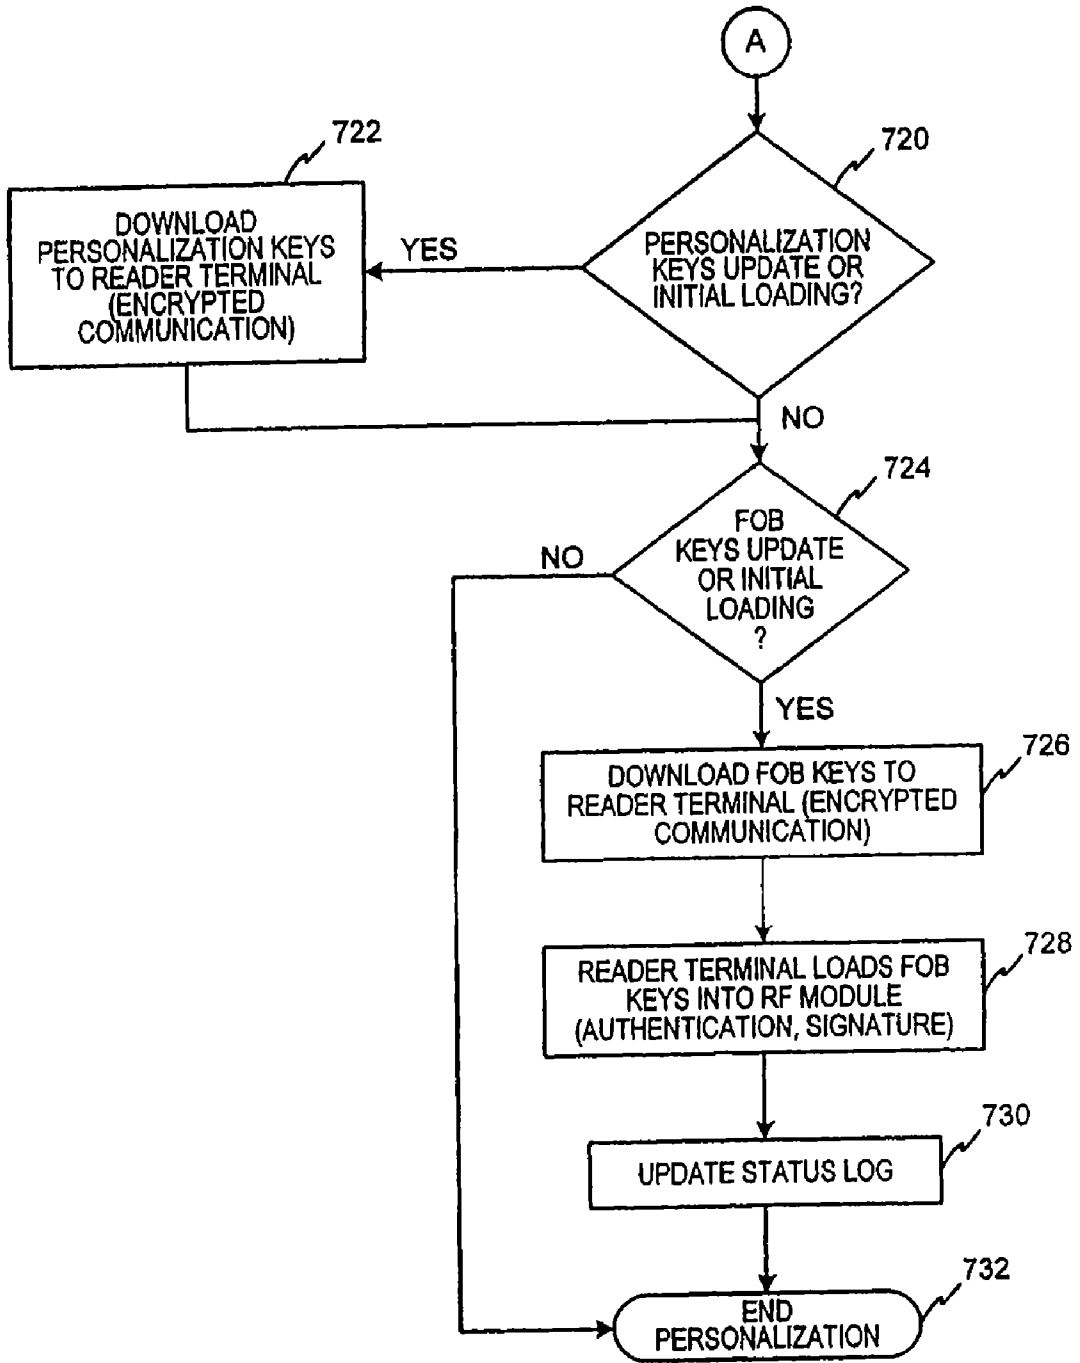 A
720
PERSONALIZATION
KEYS UPDATE OR
INITIAL LOADING?
722
DOWNLOAD
PERSONALIZATION KEYS
TO READER TERMINAL
(ENCRYPTED
COMMUNICATION)
YES
NO
724
FOB
KEYS UPDATE
OR INITIAL
LOADING
?
NO
YES
726
DOWNLOAD FOB KEYS TO
READER TERMINAL (ENCRYPTED
COMMUNICATION)
728
READER TERMINAL LOADS FOB
KEYS INTO RF MODULE
(AUTHENTICATION, SIGNATURE)
730
UPDATE STATUS LOG
732
END
PERSONALIZATION